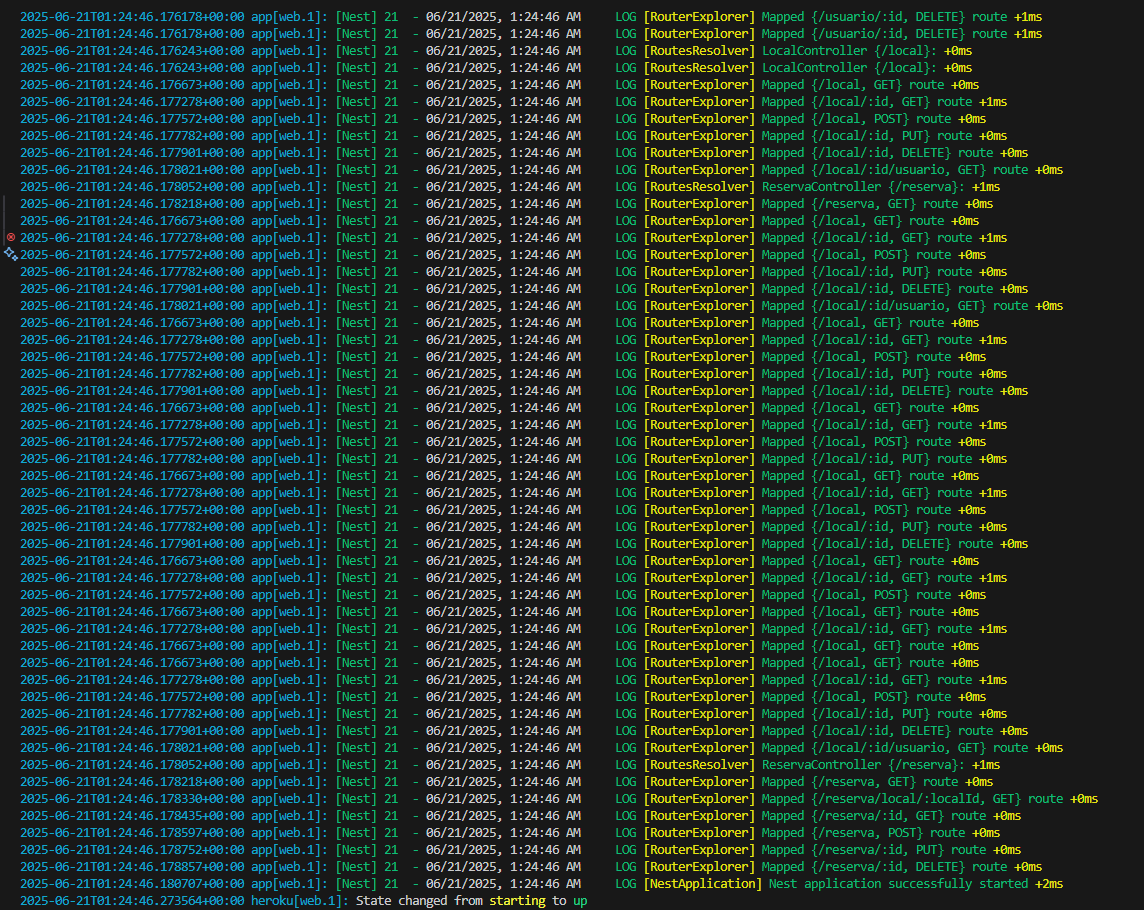 2025-06-21T01:24:46.176178+00:00 app[web.1]: [Nest] 21  - 06/21/2025, 1:24:46 AM     LOG [RouterExplorer] Mapped {/usuario/:id, DELETE} route +1ms
2025-06-21T01:24:46.176178+00:00 app[web.1]: [Nest] 21  - 06/21/2025, 1:24:46 AM     LOG [RouterExplorer] Mapped {/usuario/:id, DELETE} route +1ms
2025-06-21T01:24:46.176243+00:00 app[web.1]: [Nest] 21  - 06/21/2025, 1:24:46 AM     LOG [RoutesResolver] LocalController {/local}: +0ms
2025-06-21T01:24:46.176243+00:00 app[web.1]: [Nest] 21  - 06/21/2025, 1:24:46 AM     LOG [RoutesResolver] LocalController {/local}: +0ms
2025-06-21T01:24:46.176673+00:00 app[web.1]: [Nest] 21  - 06/21/2025, 1:24:46 AM     LOG [RouterExplorer] Mapped {/local, GET} route +0ms
2025-06-21T01:24:46.177278+00:00 app[web.1]: [Nest] 21  - 06/21/2025, 1:24:46 AM     LOG [RouterExplorer] Mapped {/local/:id, GET} route +1ms
2025-06-21T01:24:46.177572+00:00 app[web.1]: [Nest] 21  - 06/21/2025, 1:24:46 AM     LOG [RouterExplorer] Mapped {/local, POST} route +0ms
2025-06-21T01:24:46.177782+00:00 app[web.1]: [Nest] 21  - 06/21/2025, 1:24:46 AM     LOG [RouterExplorer] Mapped {/local/:id, PUT} route +0ms
2025-06-21T01:24:46.177901+00:00 app[web.1]: [Nest] 21  - 06/21/2025, 1:24:46 AM     LOG [RouterExplorer] Mapped {/local/:id, DELETE} route +0ms
2025-06-21T01:24:46.178021+00:00 app[web.1]: [Nest] 21  - 06/21/2025, 1:24:46 AM     LOG [RouterExplorer] Mapped {/local/:id/usuario, GET} route +0ms
2025-06-21T01:24:46.178052+00:00 app[web.1]: [Nest] 21  - 06/21/2025, 1:24:46 AM     LOG [RoutesResolver] ReservaController {/reserva}: +1ms
2025-06-21T01:24:46.178218+00:00 app[web.1]: [Nest] 21  - 06/21/2025, 1:24:46 AM     LOG [RouterExplorer] Mapped {/reserva, GET} route +0ms
2025-06-21T01:24:46.176673+00:00 app[web.1]: [Nest] 21  - 06/21/2025, 1:24:46 AM     LOG [RouterExplorer] Mapped {/local, GET} route +0ms
2025-06-21T01:24:46.177278+00:00 app[web.1]: [Nest] 21  - 06/21/2025, 1:24:46 AM     LOG [RouterExplorer] Mapped {/local/:id, GET} route +1ms
2025-06-21T01:24:46.177572+00:00 app[web.1]: [Nest] 21  - 06/21/2025, 1:24:46 AM     LOG [RouterExplorer] Mapped {/local, POST} route +0ms
2025-06-21T01:24:46.177782+00:00 app[web.1]: [Nest] 21  - 06/21/2025, 1:24:46 AM     LOG [RouterExplorer] Mapped {/local/:id, PUT} route +0ms
2025-06-21T01:24:46.177901+00:00 app[web.1]: [Nest] 21  - 06/21/2025, 1:24:46 AM     LOG [RouterExplorer] Mapped {/local/:id, DELETE} route +0ms
2025-06-21T01:24:46.178021+00:00 app[web.1]: [Nest] 21  - 06/21/2025, 1:24:46 AM     LOG [RouterExplorer] Mapped {/local/:id/usuario, GET} route +0ms
2025-06-21T01:24:46.176673+00:00 app[web.1]: [Nest] 21  - 06/21/2025, 1:24:46 AM     LOG [RouterExplorer] Mapped {/local, GET} route +0ms
2025-06-21T01:24:46.177278+00:00 app[web.1]: [Nest] 21  - 06/21/2025, 1:24:46 AM     LOG [RouterExplorer] Mapped {/local/:id, GET} route +1ms
2025-06-21T01:24:46.177572+00:00 app[web.1]: [Nest] 21  - 06/21/2025, 1:24:46 AM     LOG [RouterExplorer] Mapped {/local, POST} route +0ms
2025-06-21T01:24:46.177782+00:00 app[web.1]: [Nest] 21  - 06/21/2025, 1:24:46 AM     LOG [RouterExplorer] Mapped {/local/:id, PUT} route +0ms
2025-06-21T01:24:46.177901+00:00 app[web.1]: [Nest] 21  - 06/21/2025, 1:24:46 AM     LOG [RouterExplorer] Mapped {/local/:id, DELETE} route +0ms
2025-06-21T01:24:46.176673+00:00 app[web.1]: [Nest] 21  - 06/21/2025, 1:24:46 AM     LOG [RouterExplorer] Mapped {/local, GET} route +0ms
2025-06-21T01:24:46.177278+00:00 app[web.1]: [Nest] 21  - 06/21/2025, 1:24:46 AM     LOG [RouterExplorer] Mapped {/local/:id, GET} route +1ms
2025-06-21T01:24:46.177572+00:00 app[web.1]: [Nest] 21  - 06/21/2025, 1:24:46 AM     LOG [RouterExplorer] Mapped {/local, POST} route +0ms
2025-06-21T01:24:46.177782+00:00 app[web.1]: [Nest] 21  - 06/21/2025, 1:24:46 AM     LOG [RouterExplorer] Mapped {/local/:id, PUT} route +0ms
2025-06-21T01:24:46.176673+00:00 app[web.1]: [Nest] 21  - 06/21/2025, 1:24:46 AM     LOG [RouterExplorer] Mapped {/local, GET} route +0ms
2025-06-21T01:24:46.177278+00:00 app[web.1]: [Nest] 21  - 06/21/2025, 1:24:46 AM     LOG [RouterExplorer] Mapped {/local/:id, GET} route +1ms
2025-06-21T01:24:46.177572+00:00 app[web.1]: [Nest] 21  - 06/21/2025, 1:24:46 AM     LOG [RouterExplorer] Mapped {/local, POST} route +0ms
2025-06-21T01:24:46.177782+00:00 app[web.1]: [Nest] 21  - 06/21/2025, 1:24:46 AM     LOG [RouterExplorer] Mapped {/local/:id, PUT} route +0ms
2025-06-21T01:24:46.177901+00:00 app[web.1]: [Nest] 21  - 06/21/2025, 1:24:46 AM     LOG [RouterExplorer] Mapped {/local/:id, DELETE} route +0ms
2025-06-21T01:24:46.176673+00:00 app[web.1]: [Nest] 21  - 06/21/2025, 1:24:46 AM     LOG [RouterExplorer] Mapped {/local, GET} route +0ms
2025-06-21T01:24:46.177278+00:00 app[web.1]: [Nest] 21  - 06/21/2025, 1:24:46 AM     LOG [RouterExplorer] Mapped {/local/:id, GET} route +1ms
2025-06-21T01:24:46.177572+00:00 app[web.1]: [Nest] 21  - 06/21/2025, 1:24:46 AM     LOG [RouterExplorer] Mapped {/local, POST} route +0ms
2025-06-21T01:24:46.176673+00:00 app[web.1]: [Nest] 21  - 06/21/2025, 1:24:46 AM     LOG [RouterExplorer] Mapped {/local, GET} route +0ms
2025-06-21T01:24:46.177278+00:00 app[web.1]: [Nest] 21  - 06/21/2025, 1:24:46 AM     LOG [RouterExplorer] Mapped {/local/:id, GET} route +1ms
2025-06-21T01:24:46.176673+00:00 app[web.1]: [Nest] 21  - 06/21/2025, 1:24:46 AM     LOG [RouterExplorer] Mapped {/local, GET} route +0ms
2025-06-21T01:24:46.176673+00:00 app[web.1]: [Nest] 21  - 06/21/2025, 1:24:46 AM     LOG [RouterExplorer] Mapped {/local, GET} route +0ms
2025-06-21T01:24:46.177278+00:00 app[web.1]: [Nest] 21  - 06/21/2025, 1:24:46 AM     LOG [RouterExplorer] Mapped {/local/:id, GET} route +1ms
2025-06-21T01:24:46.177572+00:00 app[web.1]: [Nest] 21  - 06/21/2025, 1:24:46 AM     LOG [RouterExplorer] Mapped {/local, POST} route +0ms
2025-06-21T01:24:46.177782+00:00 app[web.1]: [Nest] 21  - 06/21/2025, 1:24:46 AM     LOG [RouterExplorer] Mapped {/local/:id, PUT} route +0ms
2025-06-21T01:24:46.177901+00:00 app[web.1]: [Nest] 21  - 06/21/2025, 1:24:46 AM     LOG [RouterExplorer] Mapped {/local/:id, DELETE} route +0ms
2025-06-21T01:24:46.178021+00:00 app[web.1]: [Nest] 21  - 06/21/2025, 1:24:46 AM     LOG [RouterExplorer] Mapped {/local/:id/usuario, GET} route +0ms
2025-06-21T01:24:46.178052+00:00 app[web.1]: [Nest] 21  - 06/21/2025, 1:24:46 AM     LOG [RoutesResolver] ReservaController {/reserva}: +1ms
2025-06-21T01:24:46.178218+00:00 app[web.1]: [Nest] 21  - 06/21/2025, 1:24:46 AM     LOG [RouterExplorer] Mapped {/reserva, GET} route +0ms
2025-06-21T01:24:46.178330+00:00 app[web.1]: [Nest] 21  - 06/21/2025, 1:24:46 AM     LOG [RouterExplorer] Mapped {/reserva/local/:localId, GET} route +0ms
2025-06-21T01:24:46.178435+00:00 app[web.1]: [Nest] 21  - 06/21/2025, 1:24:46 AM     LOG [RouterExplorer] Mapped {/reserva/:id, GET} route +0ms
2025-06-21T01:24:46.178597+00:00 app[web.1]: [Nest] 21  - 06/21/2025, 1:24:46 AM     LOG [RouterExplorer] Mapped {/reserva, POST} route +0ms
2025-06-21T01:24:46.178752+00:00 app[web.1]: [Nest] 21  - 06/21/2025, 1:24:46 AM     LOG [RouterExplorer] Mapped {/reserva/:id, PUT} route +0ms
2025-06-21T01:24:46.178857+00:00 app[web.1]: [Nest] 21  - 06/21/2025, 1:24:46 AM     LOG [RouterExplorer] Mapped {/reserva/:id, DELETE} route +0ms
2025-06-21T01:24:46.180707+00:00 app[web.1]: [Nest] 21  - 06/21/2025, 1:24:46 AM     LOG [NestApplication] Nest application successfully started +2ms
2025-06-21T01:24:46.273564+00:00 heroku[web.1]: State changed from starting to up